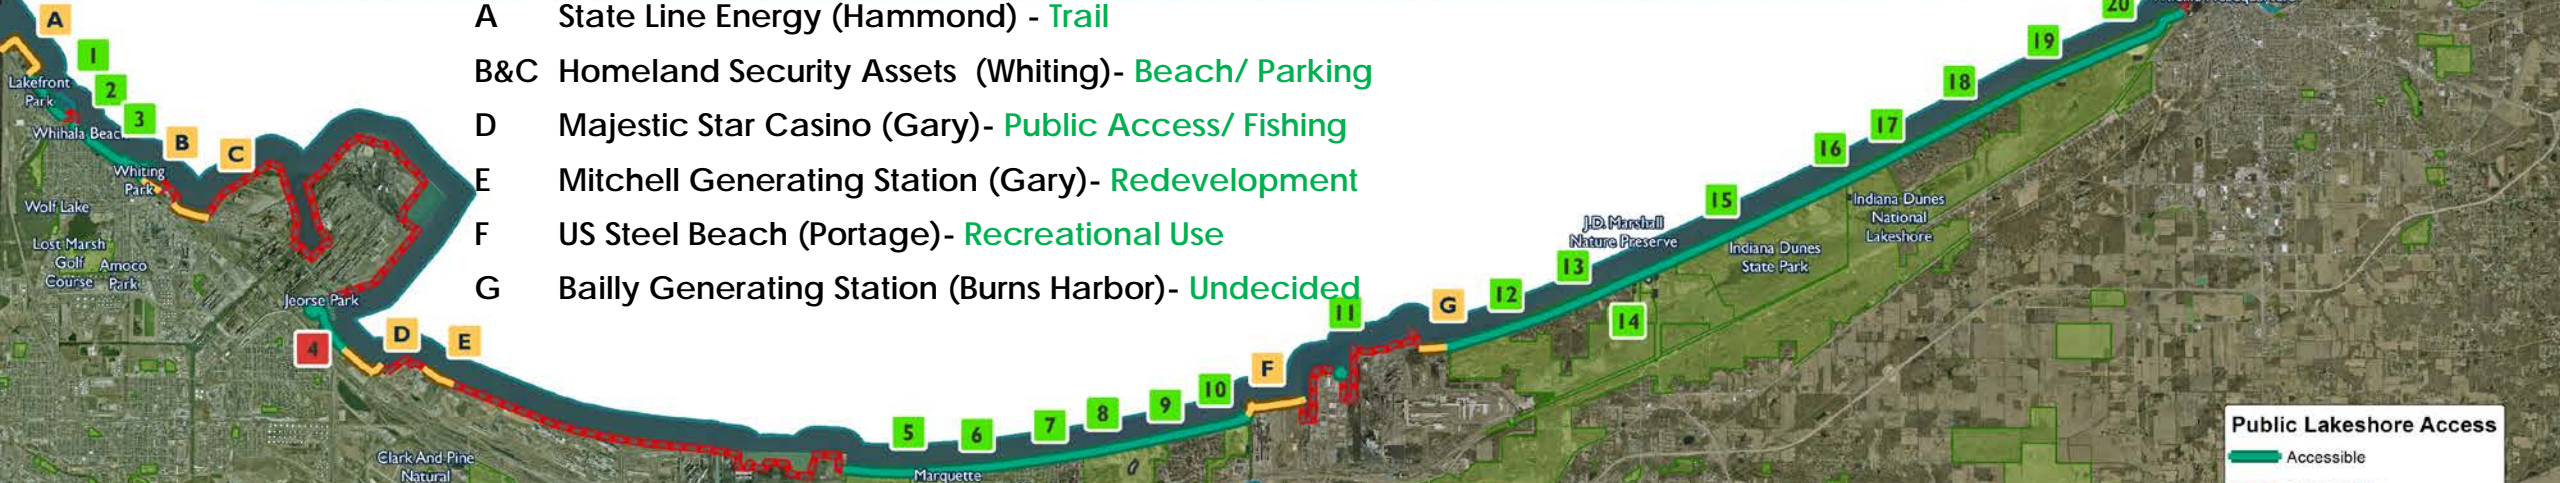 A State Line Energy (Hammond) - Trail
B&C Homeland Security Assets (Whiting)- Beach/ Parking
D Majestic Star Casino (Gary)- Public Access/ Fishing
E Mitchell Generating Station (Gary)- Redevelopment
F US Steel Beach (Portage)- Recreational Use
G Bailly Generating Station (Burns Harbor)- Undecided
A
1
2
3
B
C
Lakefront
Park
Whihala Beach
Whiting
Park
Wolf Lake
Lost Marsh
Golf
Course
Amoco
Park
Jeorse Park
4
D
E
Clark And Pine
Natural
5
6
7
8
9
10
Marquette
F
11
G
12
13
14
J.D. Marshall
Nature Preserve
15
Indiana Dunes
State Park
16
17
Indiana Dunes
National
Lakeshore
18
19
20
Public Lakeshore Access
Accessible